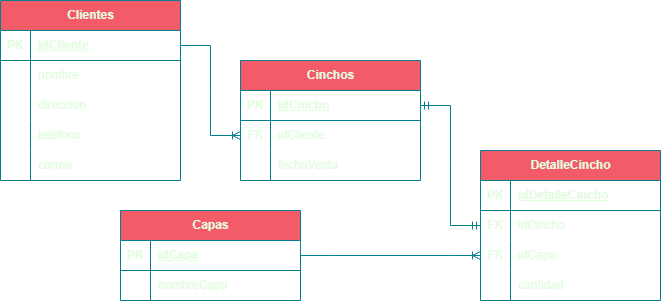 Clientes
PK idCliente
nombre
direccion
telefono
correo
Cinchos
PK idCincho
FK idCliente
fechaVenta
DetalleCincho
PK idDetalleCincho
FK idCincho
FK idCapa
cantidad
Capas
PK idCapa
nombreCapa